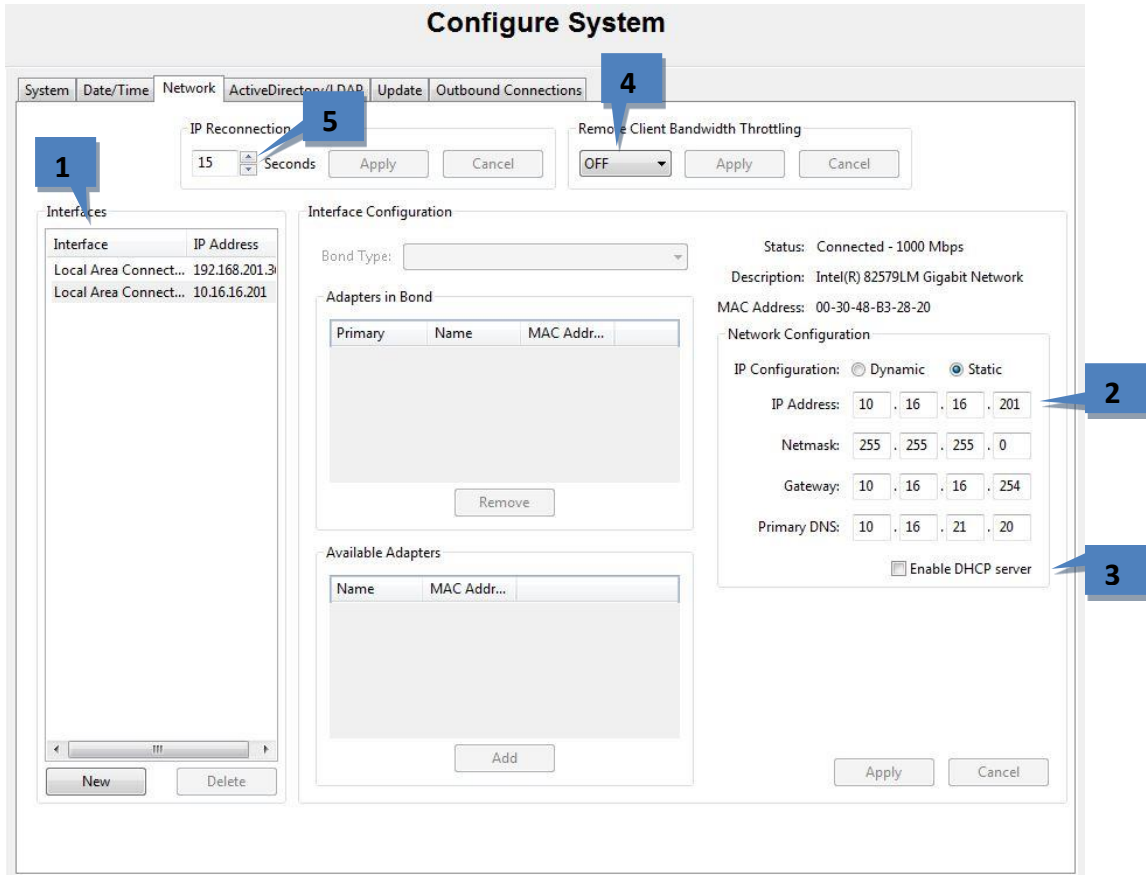 Configure System
System Date/Time Network ActiveDirectory/LDAP Update Outbound Connections
4
5
1
IP Reconnection
15 Seconds Apply Cancel
Remote Client Bandwidth Throttling
OFF Apply Cancel
Interfaces
Interface IP Address
Local Area Connect... 192.168.201.3
Local Area Connect... 10.16.16.201
New Delete
Interface Configuration
Bond Type:
Adapters in Bond
Primary Name MAC Addr...
Remove
Available Adapters
Name MAC Addr...
Add
Status: Connected - 1000 Mbps
Description: Intel(R) 82579LM Gigabit Network
MAC Address: 00-30-48-B3-28-20
Network Configuration
IP Configuration: Dynamic Static
IP Address: 10 . 16 . 16 . 201
2
Netmask: 255 . 255 . 255 . 0
Gateway: 10 . 16 . 16 . 254
Primary DNS: 10 . 16 . 21 . 20
Enable DHCP server
3
Apply Cancel